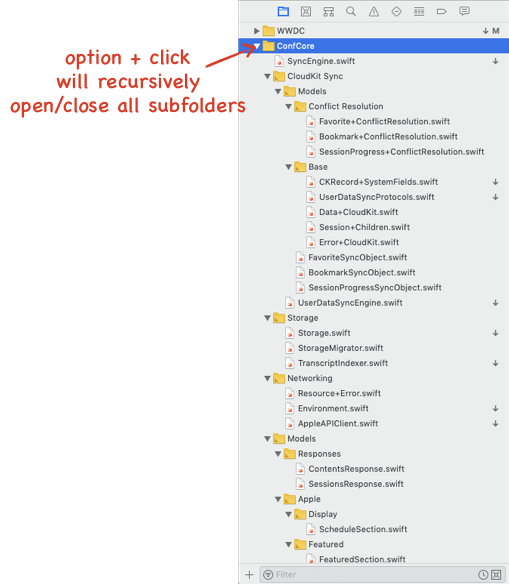 WWDC
M
option + click
will recursively
open/close all subfolders
ConfCore
SyncEngine.swift
CloudKit Sync
Models
Conflict Resolution
Favorite+ConflictResolution.swift
Bookmark+ConflictResolution.swift
SessionProgress+ConflictResolution.swift
Base
CKRecord+SystemFields.swift
UserDataSyncProtocols.swift
Data+CloudKit.swift
Session+Children.swift
Error+CloudKit.swift
FavoriteSyncObject.swift
BookmarkSyncObject.swift
SessionProgressSyncObject.swift
UserDataSyncEngine.swift
Storage
Storage.swift
StorageMigrator.swift
TranscriptIndexer.swift
Networking
Resource+Error.swift
Environment.swift
AppleAPIClient.swift
Models
Responses
ContentsResponse.swift
SessionsResponse.swift
Apple
Display
ScheduleSection.swift
Featured
FeaturedSection.swift
Filter